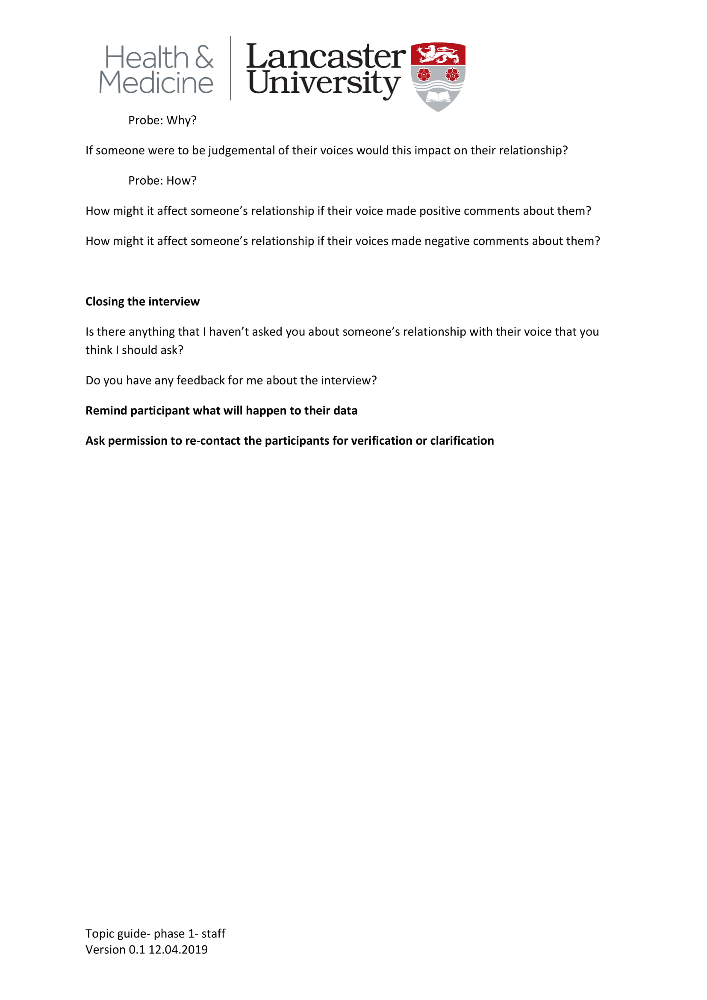 Health &
Medicine
Lancaster
University
Probe: Why?
If someone were to be judgemental of their voices would this impact on their relationship?
Probe: How?
How might it affect someone’s relationship if their voice made positive comments about them?
How might it affect someone’s relationship if their voices made negative comments about them?
Closing the interview
Is there anything that I haven’t asked you about someone’s relationship with their voice that you
think I should ask?
Do you have any feedback for me about the interview?
Remind participant what will happen to their data
Ask permission to re-contact the participants for verification or clarification
Topic guide- phase 1- staff
Version 0.1 12.04.2019